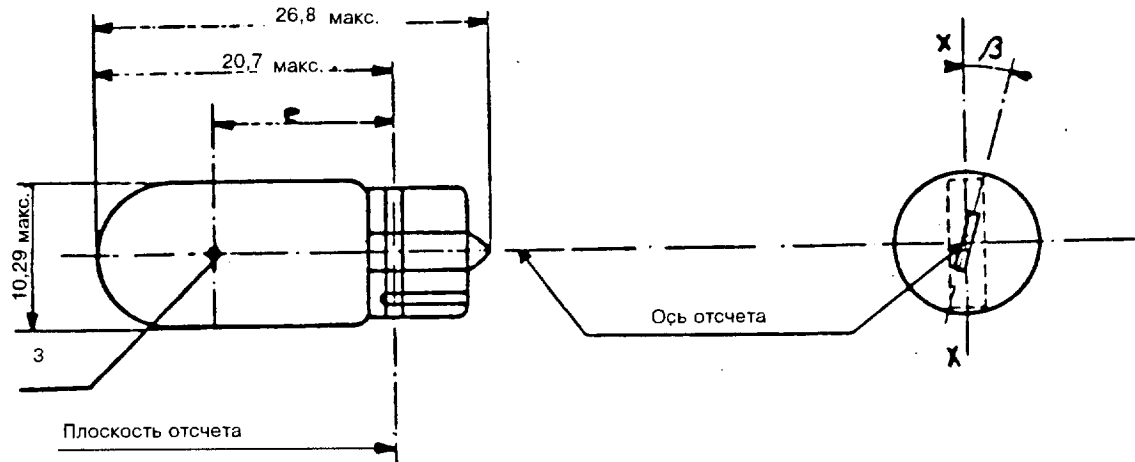 26,8 макс.
20,7 макс.
e
10,29 макс.
3
Ось отсчета
Плоскость отсчета
X
β
X